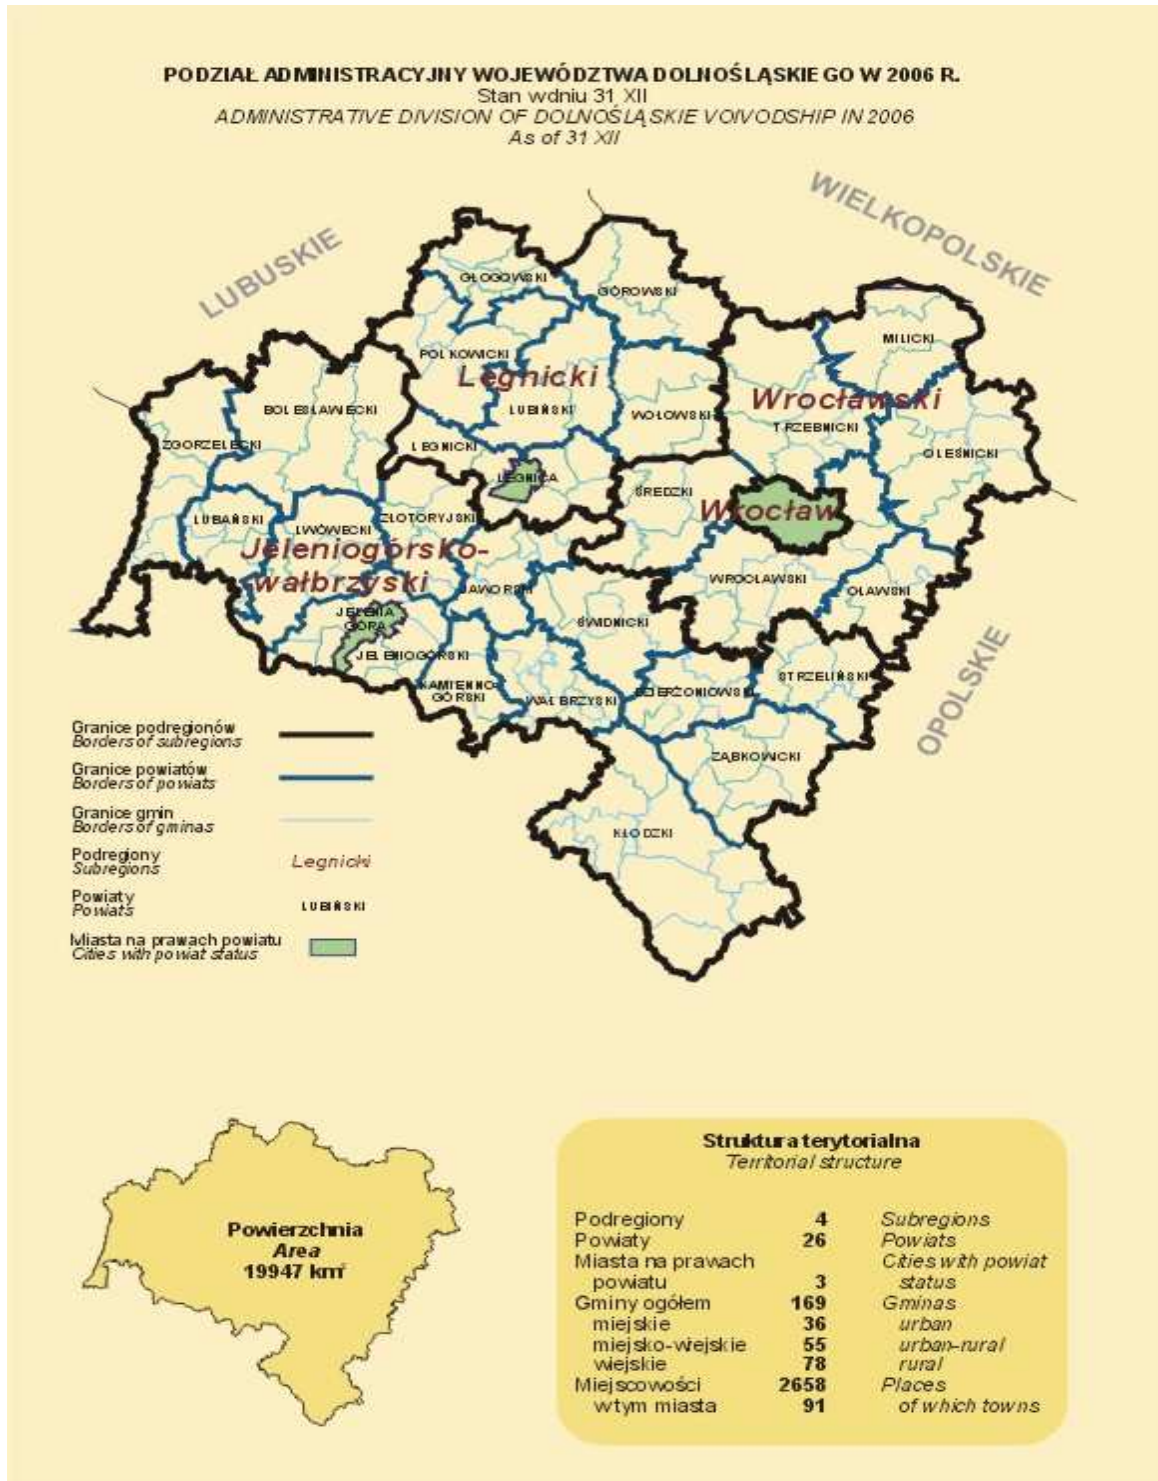 PODZIAŁ ADMINISTRACYJNY WOJEWÓDZTWA DOLNOŚLĄSKIE GO W 2006 R.
Stan wdniu 31 XII
ADMINISTRATIVE DIVISION OF DOLNOŚLĄSKIE VOIVODSHIP IN 2006
As of 31 XII
LUBUSKIE
WIELKOPOLSKIE
GŁOGOWSKI
GÓROWSKI
MILICKI
POLKOWICKI
Legnicki
Wrocławski
BOLESŁAWIECKI
LUBIŃSKI
WOŁOWSKI
TRZEBNICKI
ZGORZELECKI
LEGNICKI
OLEŚNICKI
LEGNICA
ŚREDZKI
Wrocław
LUBAŃSKI
LWÓWECKI
ZŁOTORYJSKI
Jeleniogórsko-
wałbrzyski
JAWORSKI
WROCŁAWSKI
OŁAWSKI
JELENIA
GÓRA
ŚWIDNICKI
JELENIOGÓRSKI
STRZELIŃSKI
KAMIENNO-
GÓRSKI
WAŁBRZYSKI
DZIERŻONIOWSKI
OPOLSKIE
ZĄBKOWICKI
KŁODZKI
Granice podregionów
Borders of subregions
Granice powiatów
Borders of powiats
Granice gmin
Borders of gminas
Podregiony
Subregions
Legnicki
Powiaty
Powiats
LUBIŃSKI
Miasta na prawach powiatu
Cities with powiat status
Powierzchnia
Area
19947 km²
Struktura terytorialna
Territorial structure
Podregiony 4 Subregions
Powiaty 26 Powiats
Miasta na prawach Cities with powiat
powiatu 3 status
Gminy ogółem 169 Gminas
miejskie 36 urban
miejsko-wiejskie 55 urban-rural
wiejskie 78 rural
Miejscowości 2658 Places
w tym miasta 91 of which towns